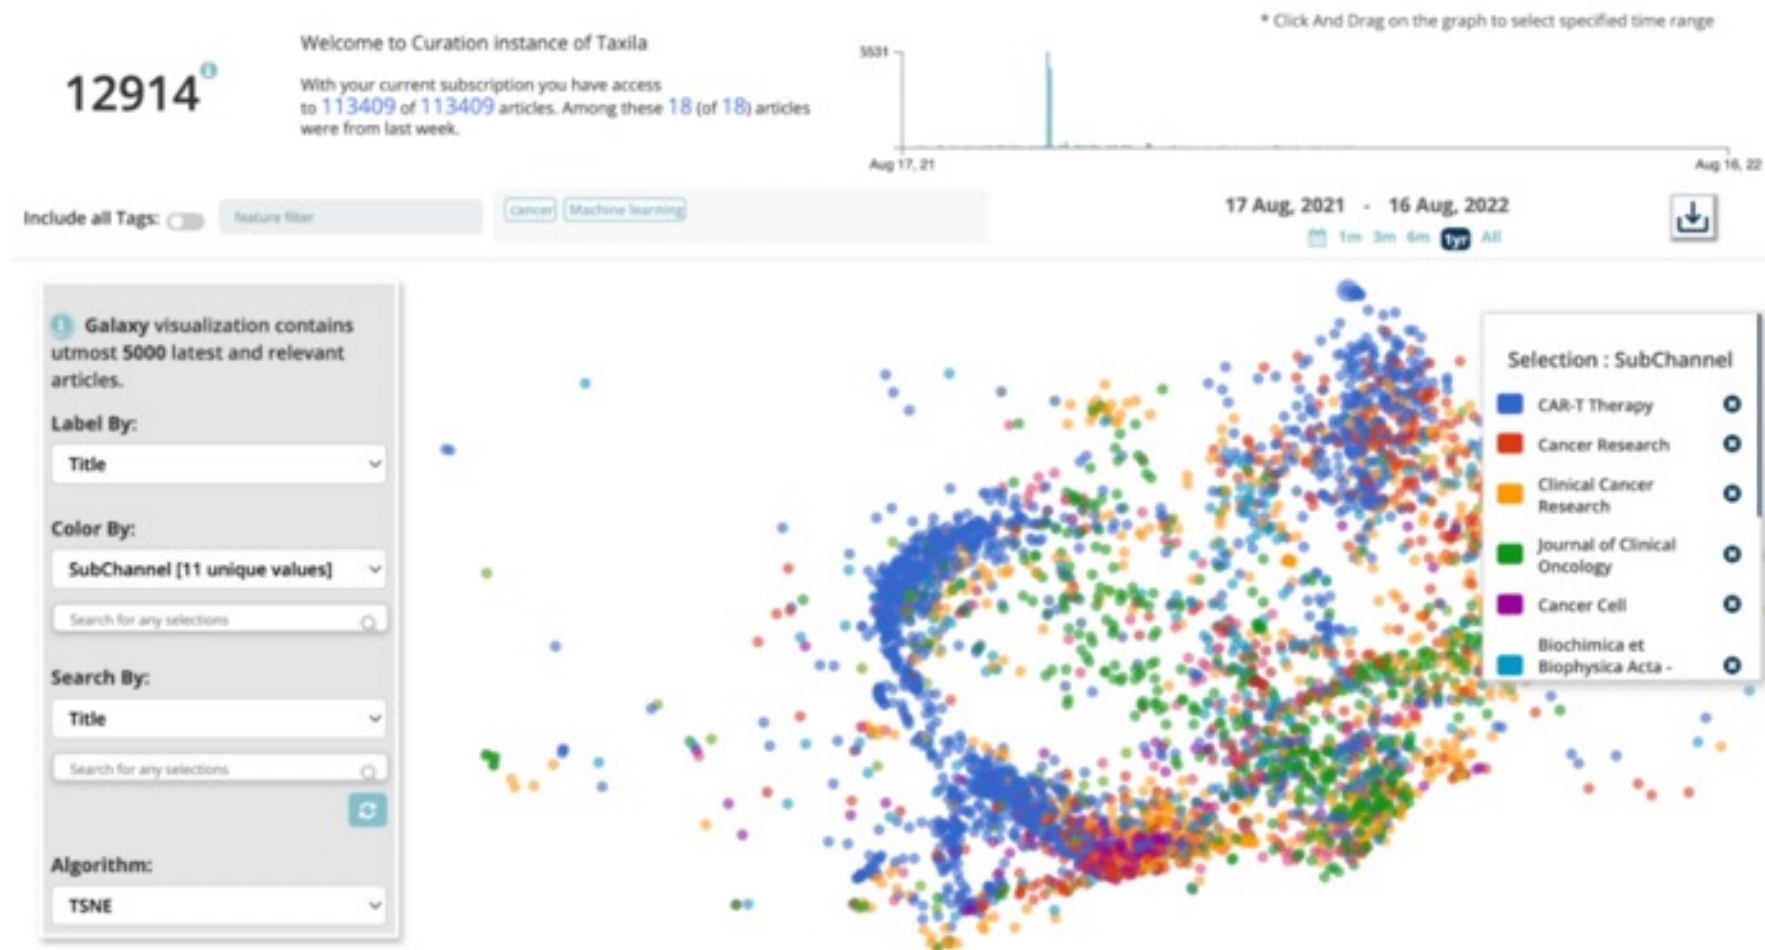 * Click And Drag on the graph to select specified time range
12914
Welcome to Curation instance of Taxila
With your current subscription you have access
to 113409 of 113409 articles. Among these 18 (of 18) articles
were from last week.
5531
Aug 17, 21
Aug 16, 22
Include all Tags:
feature filter
cancer
Machine learning
17 Aug, 2021 - 16 Aug, 2022
1m 3m 6m 1yr All
Galaxy visualization contains
utmost 5000 latest and relevant
articles.
Label By:
Title
Color By:
SubChannel [11 unique values]
Search for any selections
Search By:
Title
Search for any selections
Algorithm:
TSNE
Selection : SubChannel
CAR-T Therapy
Cancer Research
Clinical Cancer
Research
Journal of Clinical
Oncology
Cancer Cell
Biochimica et
Biophysica Acta -